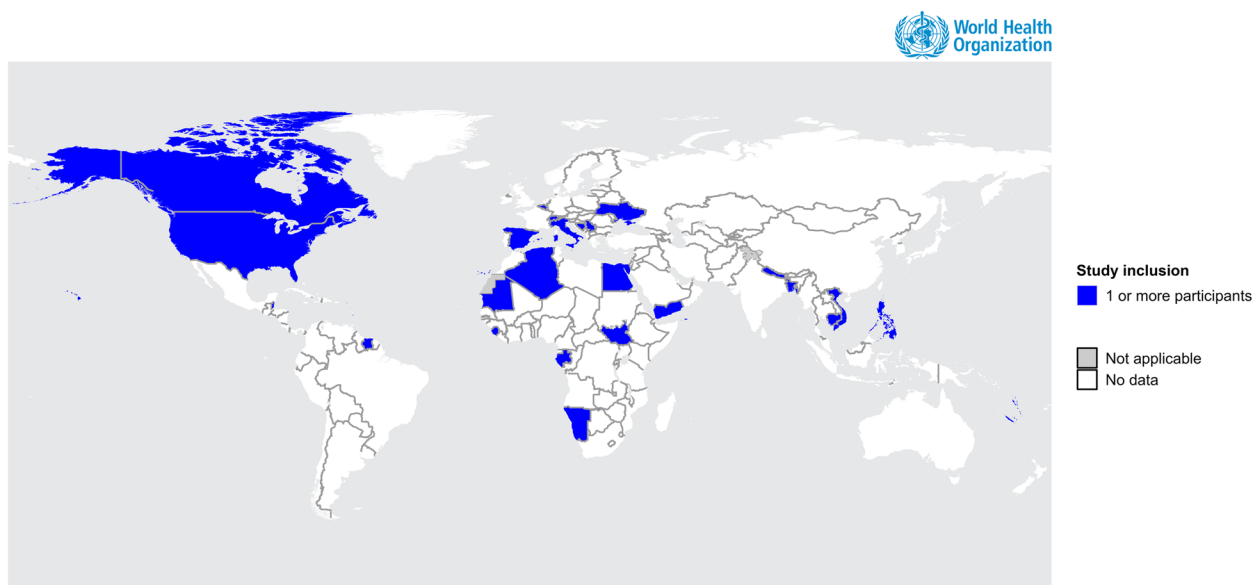 World Health
Organization
Study inclusion
1 or more participants
Not applicable
No data